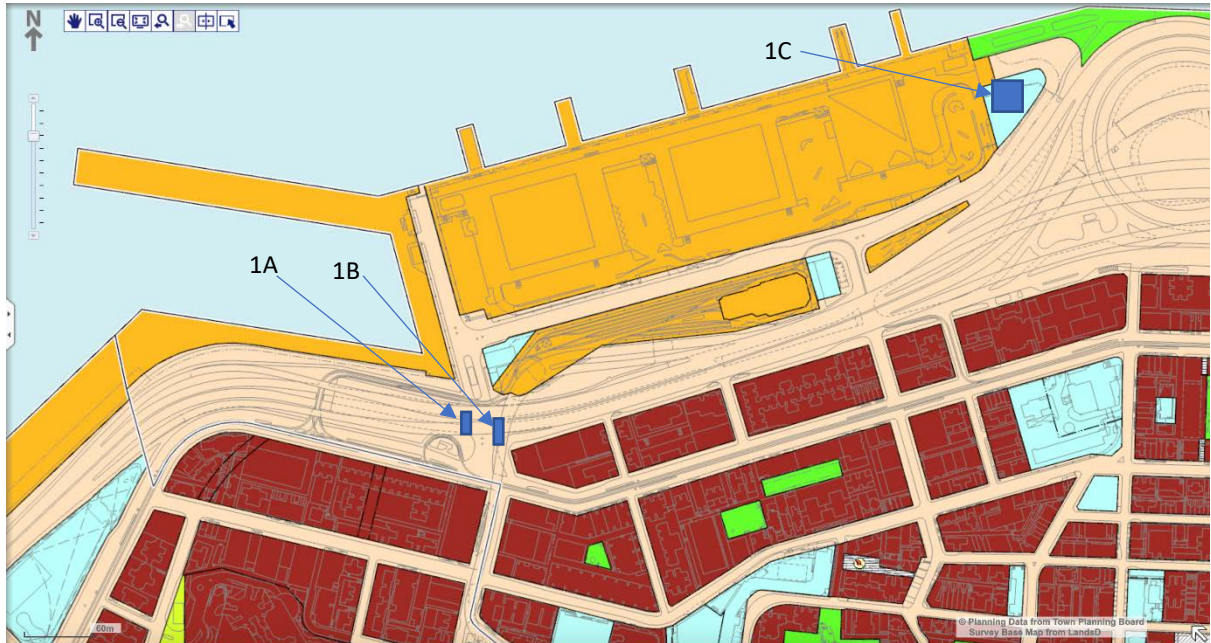 N
1C
1A
1B
60m
© Planning Data from Town Planning Board
Survey Base Map from LandsD